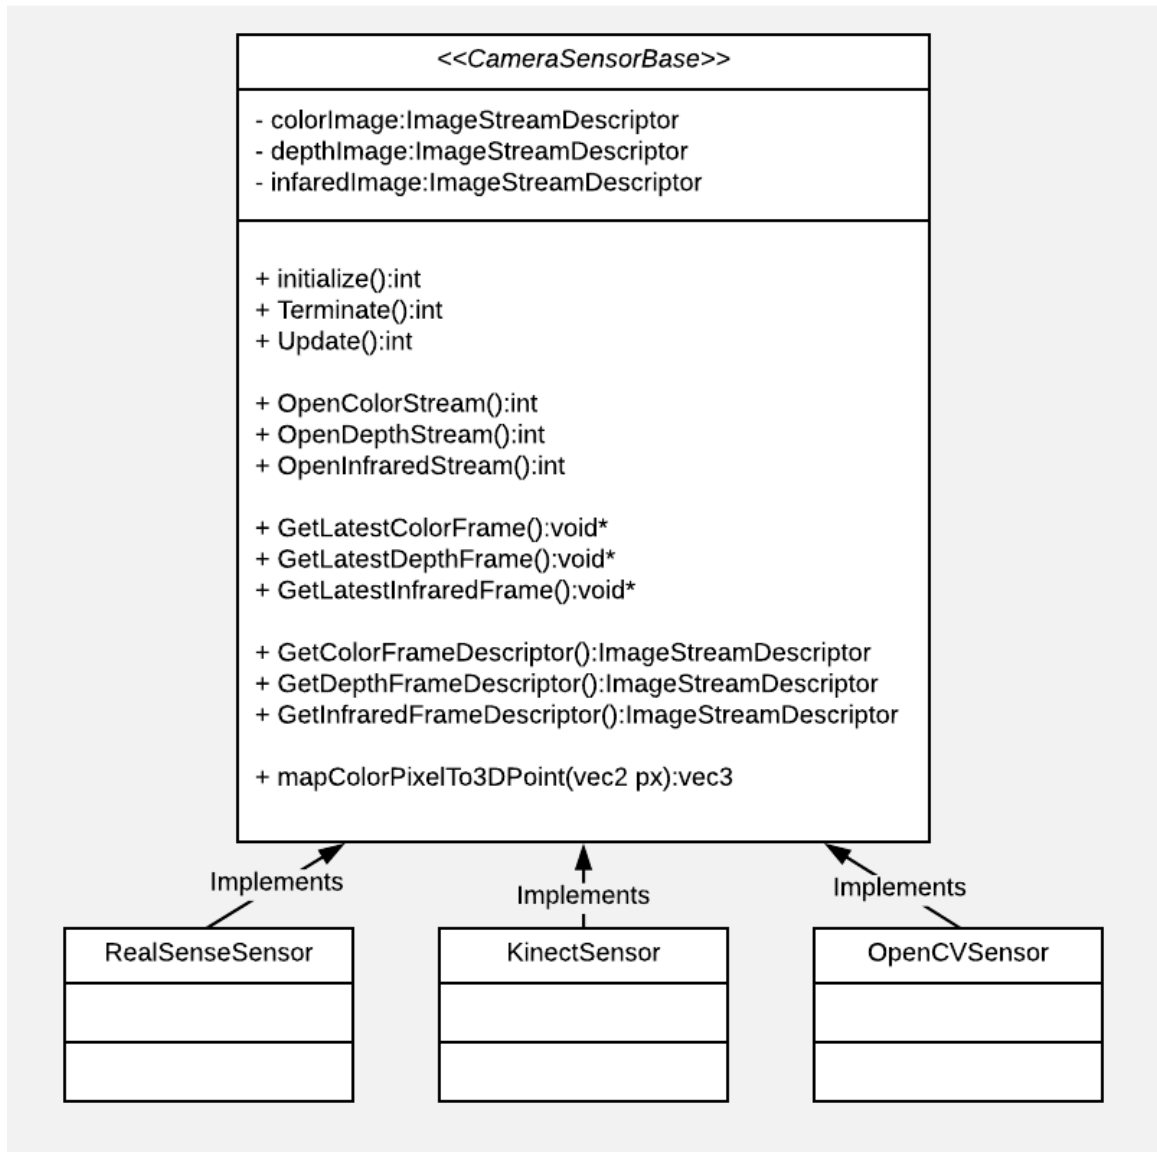 <<CameraSensorBase>>
- colorImage:ImageStreamDescriptor
- depthImage:ImageStreamDescriptor
- infaredImage:ImageStreamDescriptor
+ initialize():int
+ Terminate():int
+ Update():int
+ OpenColorStream():int
+ OpenDepthStream():int
+ OpenInfraredStream():int
+ GetLatestColorFrame():void*
+ GetLatestDepthFrame():void*
+ GetLatestInfraredFrame():void*
+ GetColorFrameDescriptor():ImageStreamDescriptor
+ GetDepthFrameDescriptor():ImageStreamDescriptor
+ GetInfraredFrameDescriptor():ImageStreamDescriptor
+ mapColorPixelTo3DPoint(vec2 px):vec3
Implements
Implements
Implements
RealSenseSensor
KinectSensor
OpenCVSensor